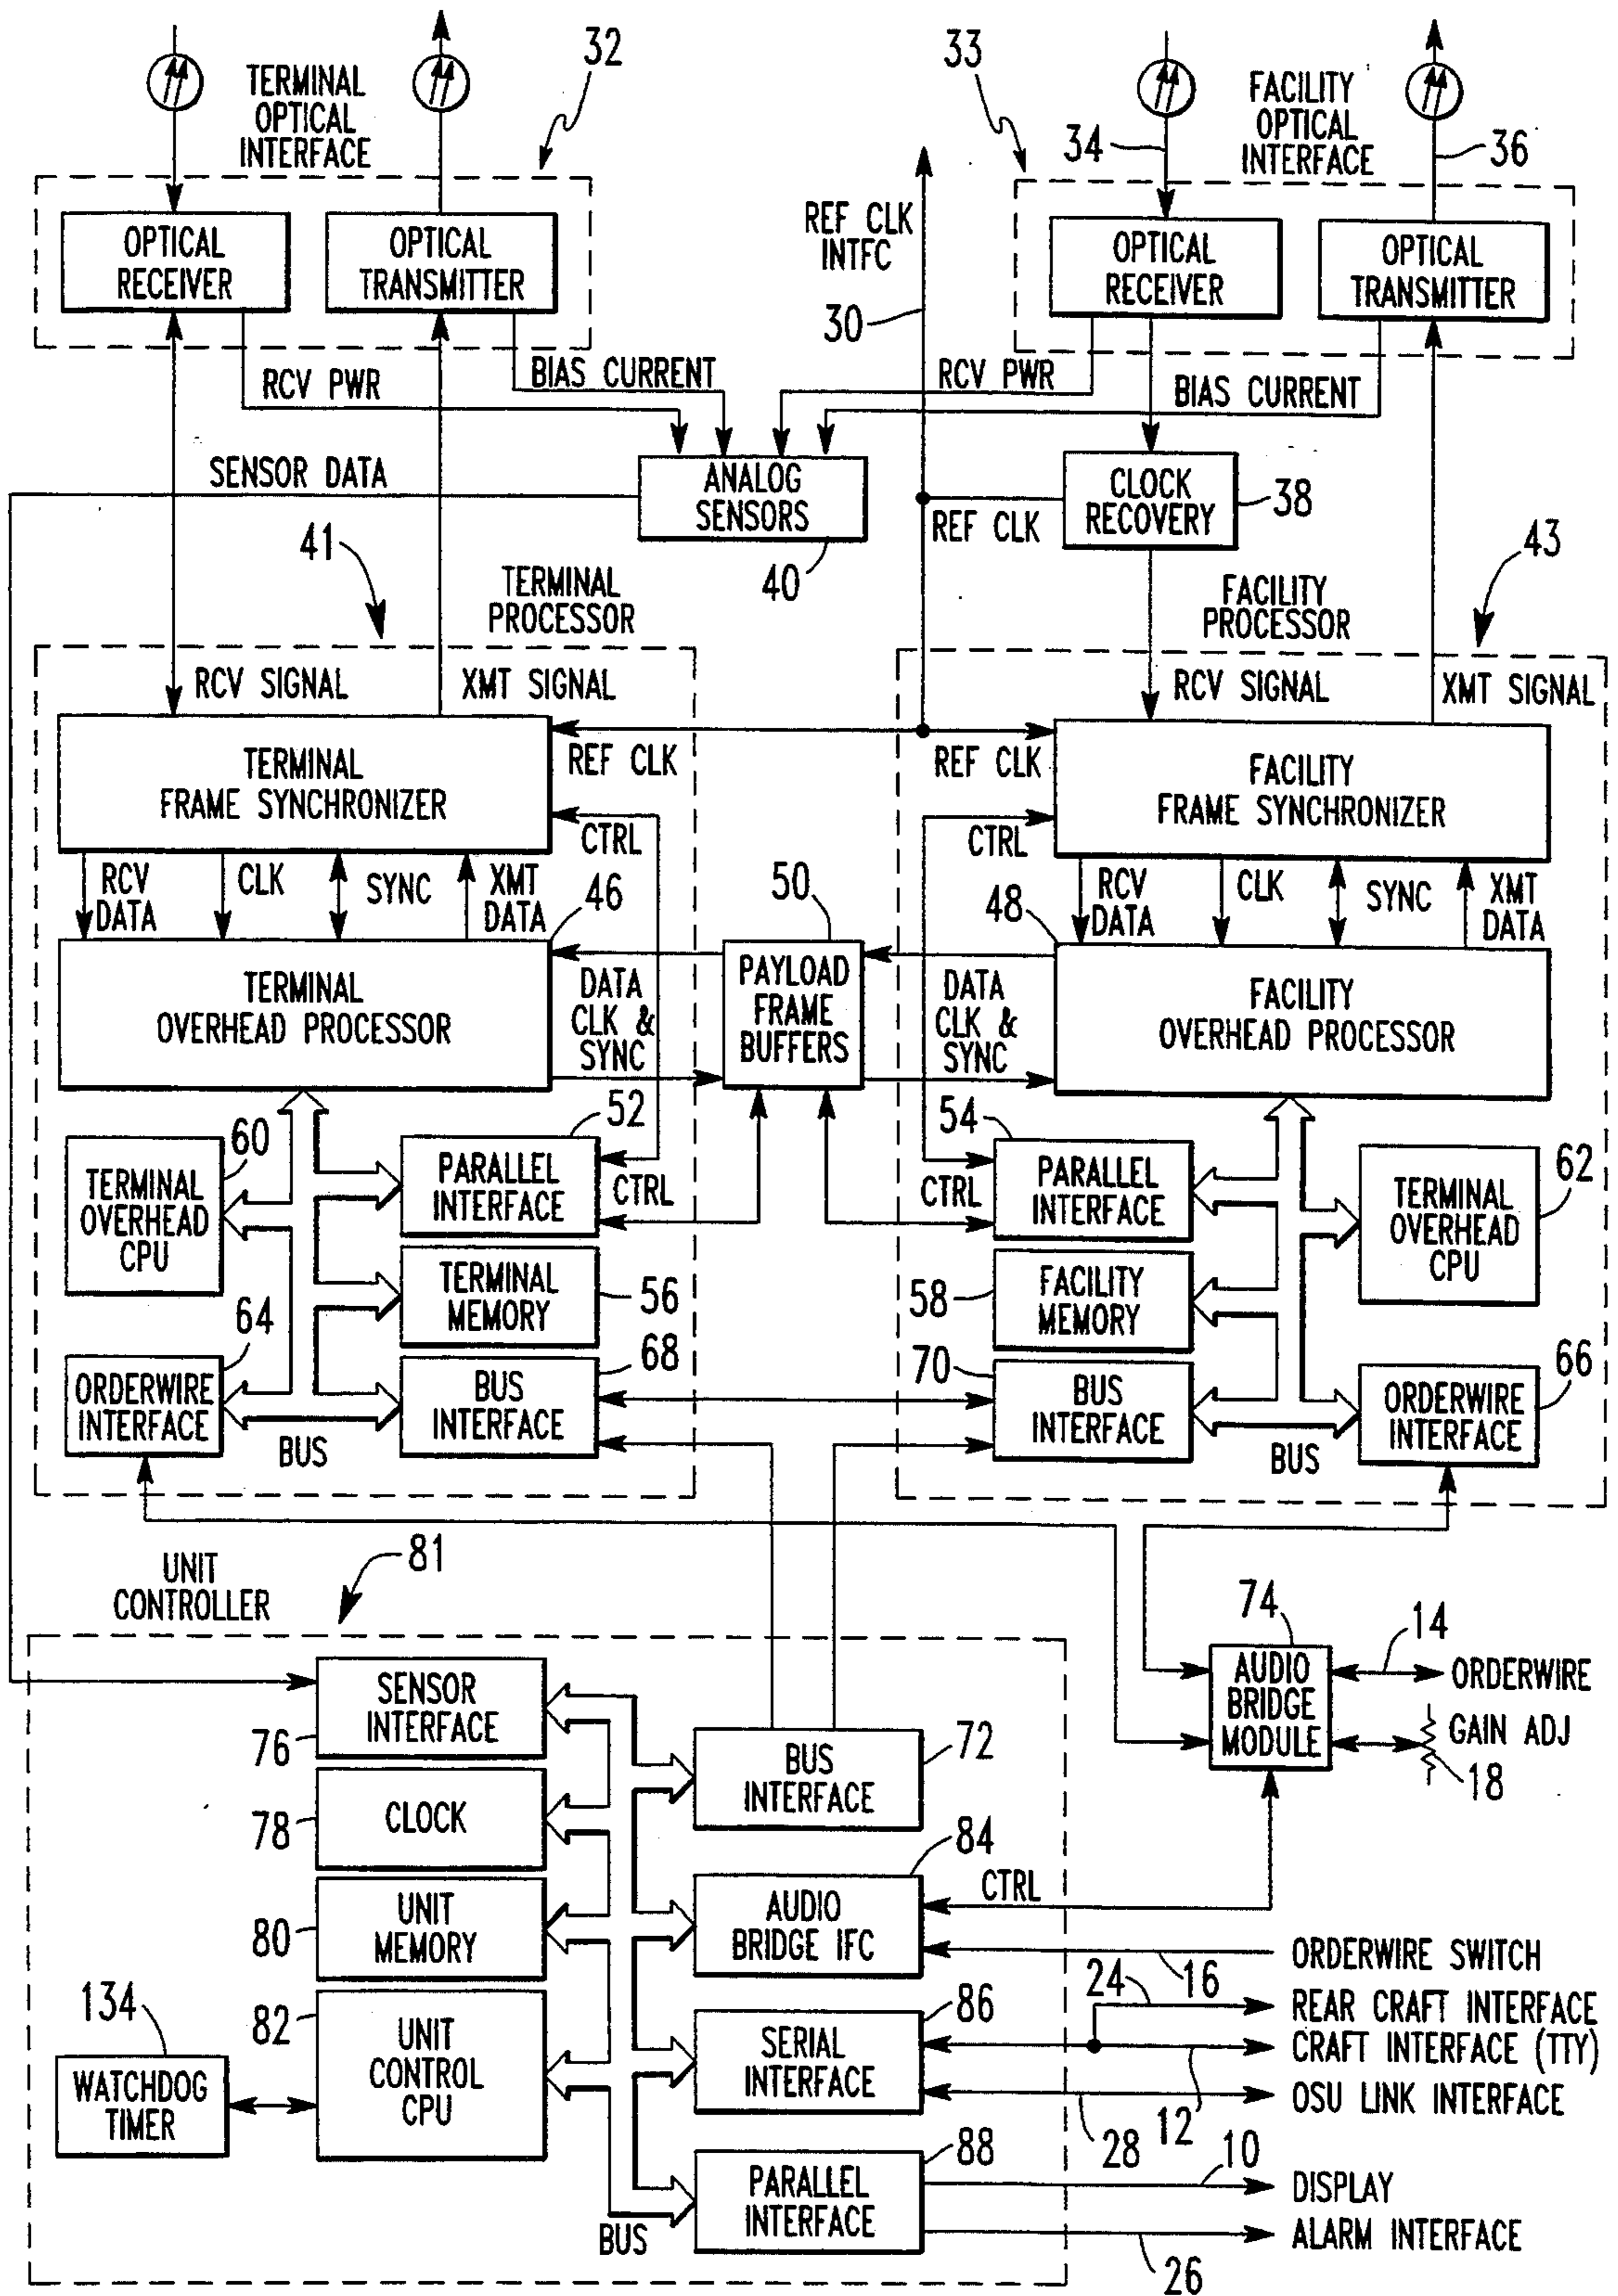 TERMINAL
OPTICAL
INTERFACE
32
33
FACILITY
OPTICAL
INTERFACE
34
36
OPTICAL
RECEIVER
OPTICAL
TRANSMITTER
REF CLK
INTFC
30
OPTICAL
RECEIVER
OPTICAL
TRANSMITTER
RCV PWR
BIAS CURRENT
RCV PWR
BIAS CURRENT
SENSOR DATA
ANALOG
SENSORS
40
REF CLK
CLOCK
RECOVERY
38
41
TERMINAL
PROCESSOR
FACILITY
PROCESSOR
43
RCV SIGNAL
XMT SIGNAL
RCV SIGNAL
XMT SIGNAL
TERMINAL
FRAME SYNCHRONIZER
REF CLK
REF CLK
FACILITY
FRAME SYNCHRONIZER
CTRL
CTRL
RCV
DATA
CLK
SYNC
XMT
DATA
46
50
48
RCV
DATA
CLK
SYNC
XMT
DATA
TERMINAL
OVERHEAD PROCESSOR
DATA
CLK &
SYNC
PAYLOAD
FRAME
BUFFERS
DATA
CLK &
SYNC
FACILITY
OVERHEAD PROCESSOR
60
TERMINAL
OVERHEAD
CPU
52
PARALLEL
INTERFACE
CTRL
54
CTRL
PARALLEL
INTERFACE
62
TERMINAL
OVERHEAD
CPU
TERMINAL
MEMORY
56
58
FACILITY
MEMORY
64
ORDERWIRE
INTERFACE
BUS
68
BUS
INTERFACE
70
BUS
INTERFACE
BUS
66
ORDERWIRE
INTERFACE
UNIT
CONTROLLER
81
74
AUDIO
BRIDGE
MODULE
14
ORDERWIRE
GAIN ADJ
18
SENSOR
INTERFACE
76
BUS
INTERFACE
72
CLOCK
78
84
AUDIO
BRIDGE IFC
CTRL
UNIT
MEMORY
80
ORDERWIRE SWITCH
16
24
REAR CRAFT INTERFACE
134
WATCHDOG
TIMER
82
UNIT
CONTROL
CPU
86
SERIAL
INTERFACE
CRAFT INTERFACE (TTY)
12
OSU LINK INTERFACE
28
88
PARALLEL
INTERFACE
10
DISPLAY
BUS
ALARM INTERFACE
26